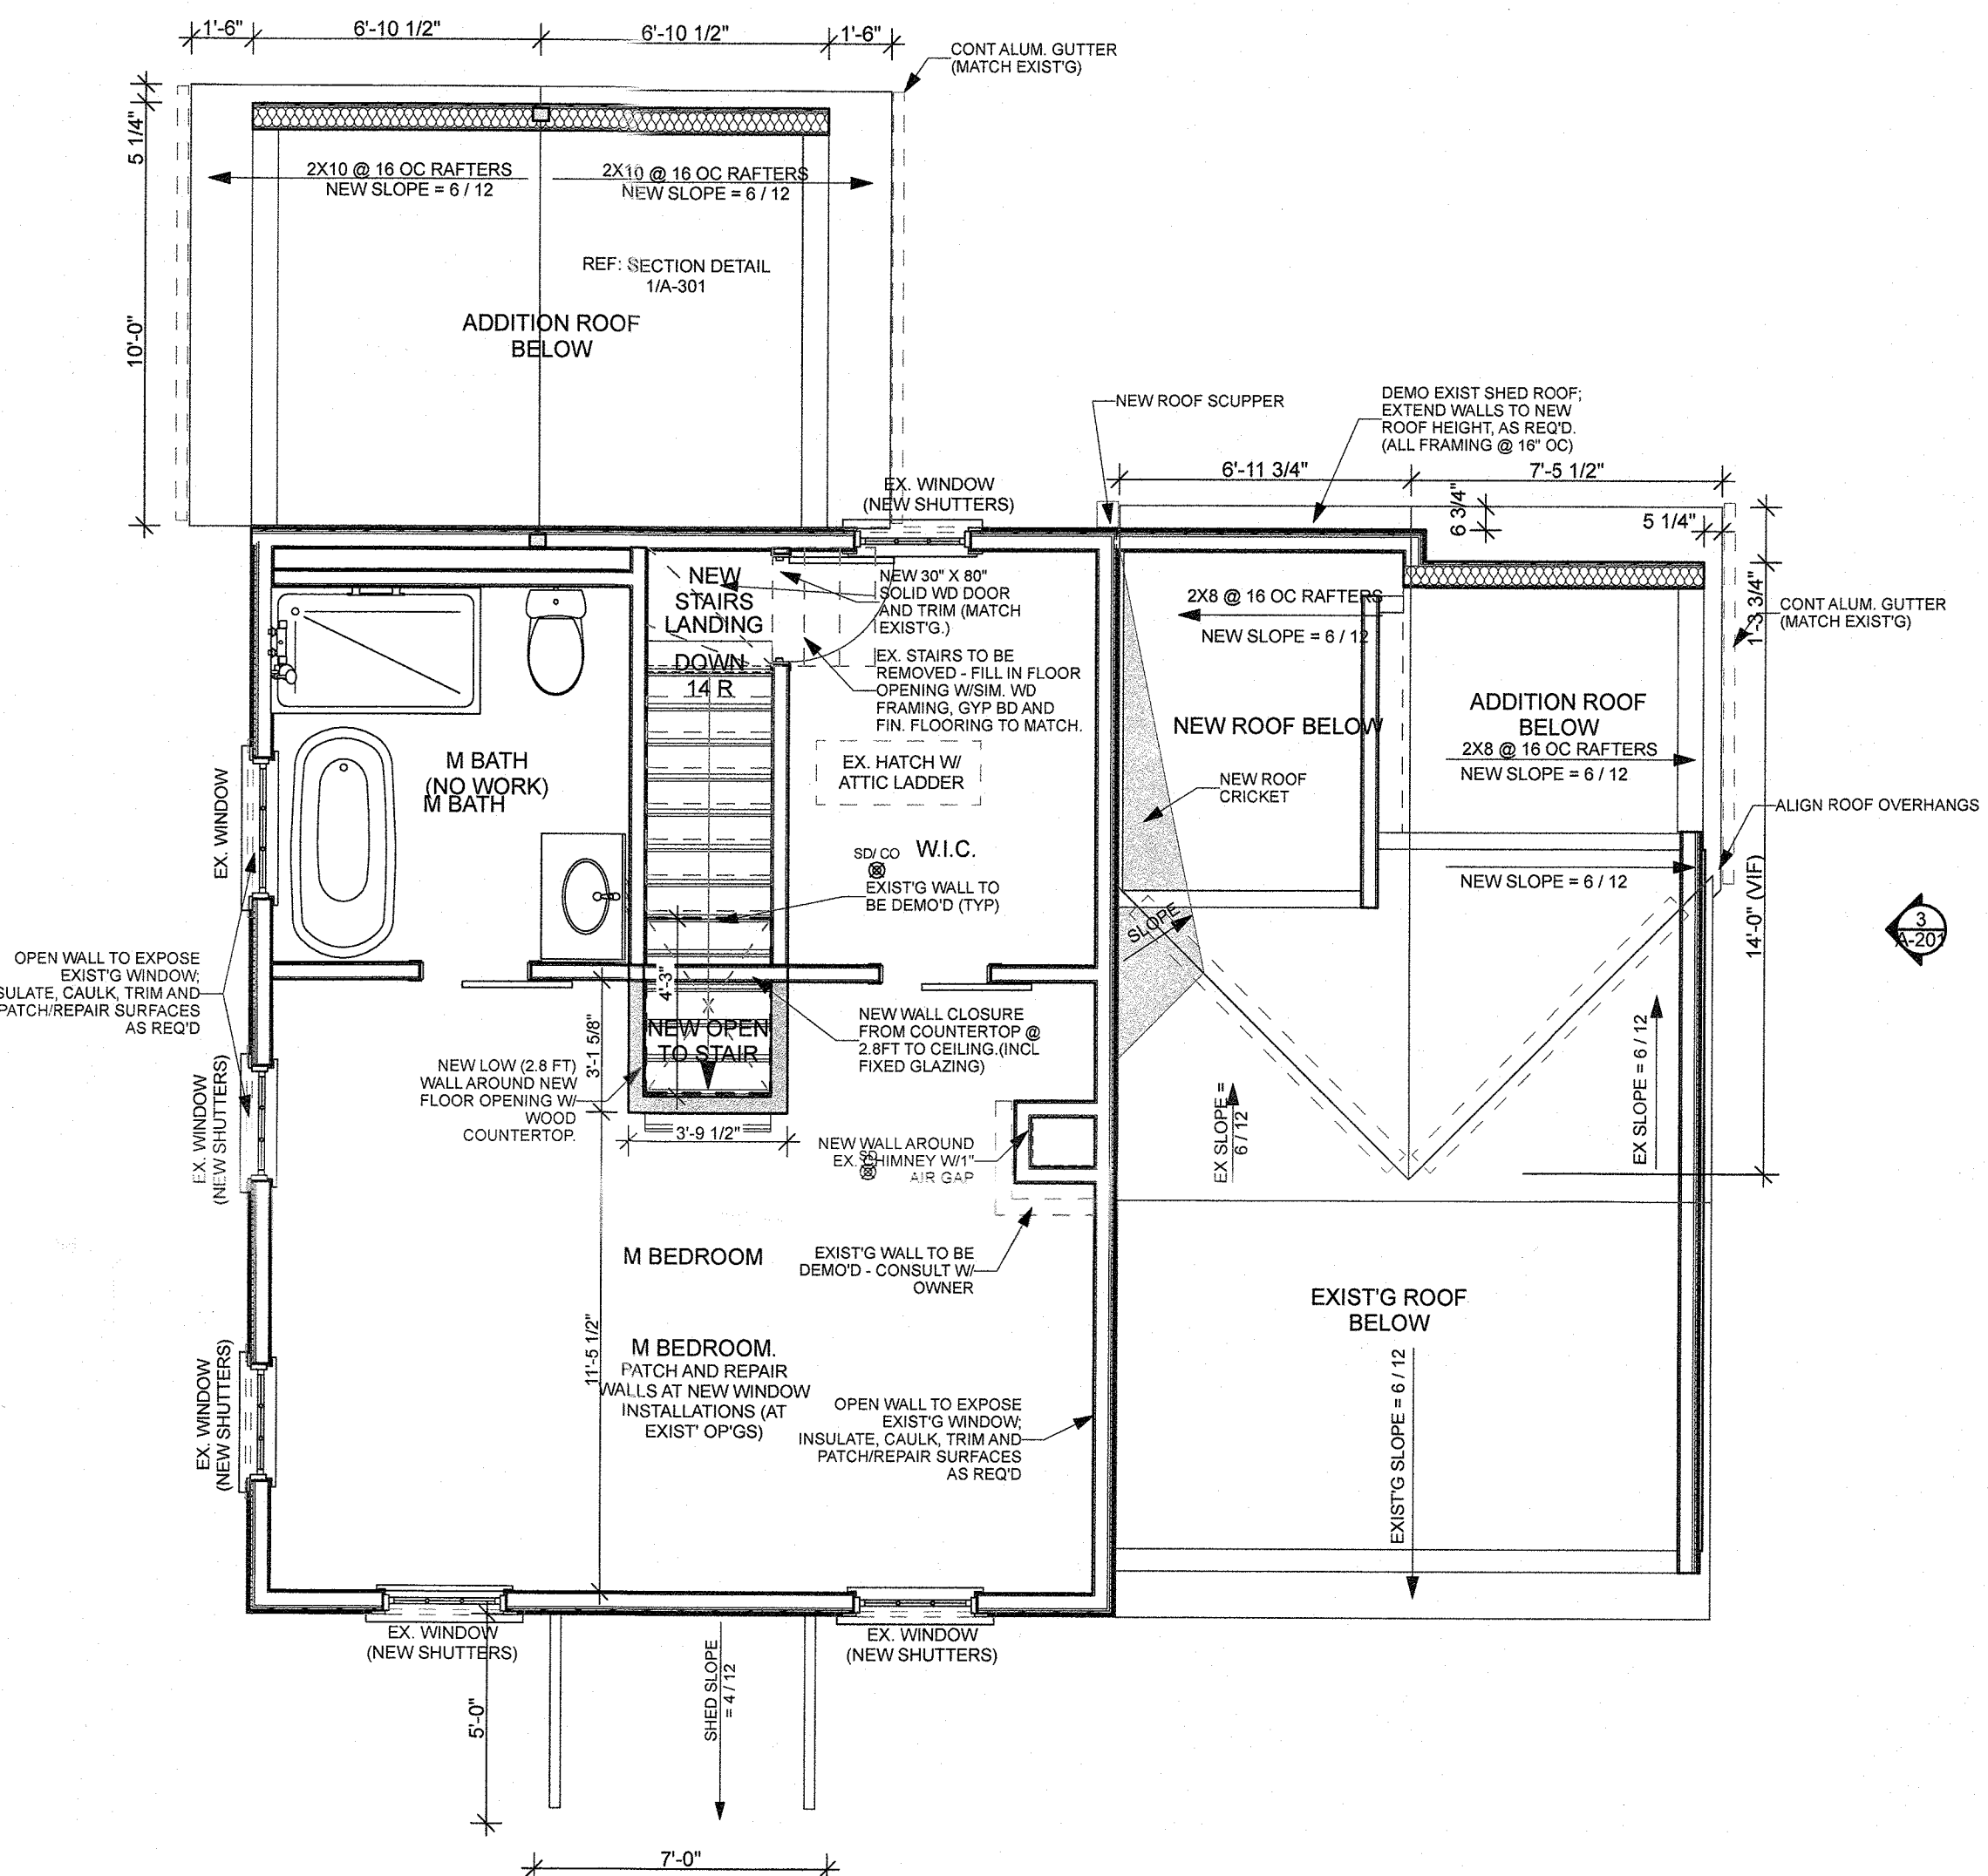 1'-6"
6'-10 1/2"
6'-10 1/2"
1'-6"
CONT ALUM. GUTTER
(MATCH EXIST'G)
5 1/4"
10'-0"
2X10 @ 16 OC RAFTERS
NEW SLOPE = 6 / 12
2X10 @ 16 OC RAFTERS
NEW SLOPE = 6 / 12
REF: SECTION DETAIL
1/A-301
ADDITION ROOF
BELOW
NEW ROOF SCUPPER
DEMO EXIST SHED ROOF;
EXTEND WALLS TO NEW
ROOF HEIGHT, AS REQ'D.
(ALL FRAMING @ 16" OC)
6'-11 3/4"
7'-5 1/2"
6 3/4"
5 1/4"
1'-3 3/4"
EX. WINDOW
(NEW SHUTTERS)
NEW
STAIRS
LANDING
DOWN
14 R
NEW 30" X 80"
SOLID WD DOOR
AND TRIM (MATCH
EXIST'G.)
EX. STAIRS TO BE
REMOVED - FILL IN FLOOR
OPENING W/SIM. WD
FRAMING, GYP BD AND
FIN. FLOORING TO MATCH.
2X8 @ 16 OC RAFTERS
NEW SLOPE = 6 / 12
CONT ALUM. GUTTER
(MATCH EXIST'G)
NEW ROOF BELOW
ADDITION ROOF
BELOW
2X8 @ 16 OC RAFTERS
NEW SLOPE = 6 / 12
EX. HATCH W/
ATTIC LADDER
NEW ROOF
CRICKET
ALIGN ROOF OVERHANGS
M BATH
(NO WORK)
M BATH
EX. WINDOW
W.I.C.
SD/ CO
EXIST'G WALL TO
BE DEMO'D (TYP)
NEW SLOPE = 6 / 12
SLOPE
14'-0" (VIF)
3
A-201
OPEN WALL TO EXPOSE
EXIST'G WINDOW;
SULATE, CAULK, TRIM AND
PATCH/REPAIR SURFACES
AS REQ'D
4'-3"
NEW OPEN
TO STAIR
3'-1 5/8"
NEW WALL CLOSURE
FROM COUNTERTOP @
2.8FT TO CEILING.(INCL
FIXED GLAZING)
NEW LOW (2.8 FT)
WALL AROUND NEW
FLOOR OPENING W/
WOOD
COUNTERTOP.
3'-9 1/2"
EX. WINDOW
(NEW SHUTTERS)
NEW WALL AROUND
EX. CHIMNEY W/1"
AIR GAP
SD
EX SLOPE =
6 / 12
EX SLOPE = 6 / 12
M BEDROOM
EXIST'G WALL TO BE
DEMO'D - CONSULT W/
OWNER
EXIST'G ROOF
BELOW
11'-5 1/2"
M BEDROOM.
PATCH AND REPAIR
WALLS AT NEW WINDOW
INSTALLATIONS (AT
EXIST' OP'GS)
EX. WINDOW
(NEW SHUTTERS)
OPEN WALL TO EXPOSE
EXIST'G WINDOW;
INSULATE, CAULK, TRIM AND
PATCH/REPAIR SURFACES
AS REQ'D
EXIST'G SLOPE = 6 / 12
EX. WINDOW
(NEW SHUTTERS)
EX. WINDOW
(NEW SHUTTERS)
SHED SLOPE
= 4 / 12
5'-0"
7'-0"